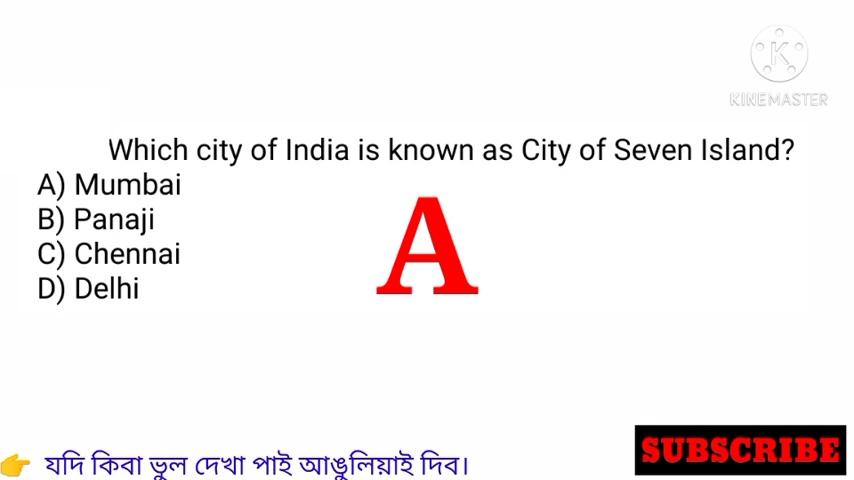 KINEMASTER
Which city of India is known as City of Seven Island?
A) Mumbai
B) Panaji
C) Chennai
D) Delhi
A
👉 যদি কিবা ভুল দেখা পাই আঙুলিয়াই দিব।
SUBSCRIBE